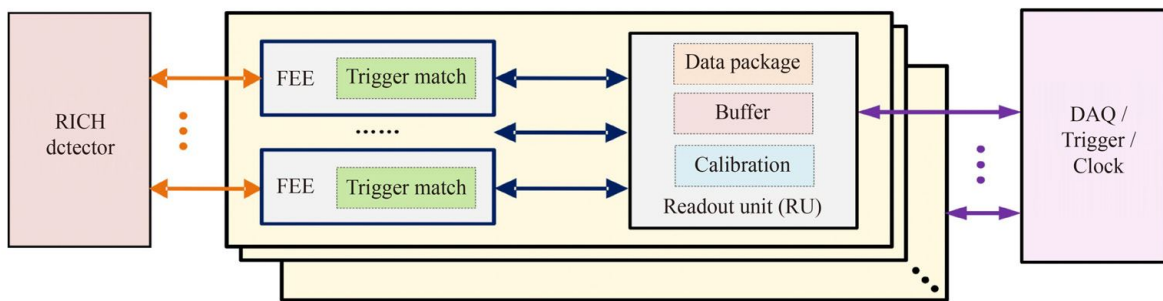 RICH
dctector
FEE
Trigger match
……
FEE
Trigger match
Data package
Buffer
Calibration
Readout unit (RU)
DAQ /
Trigger /
Clock